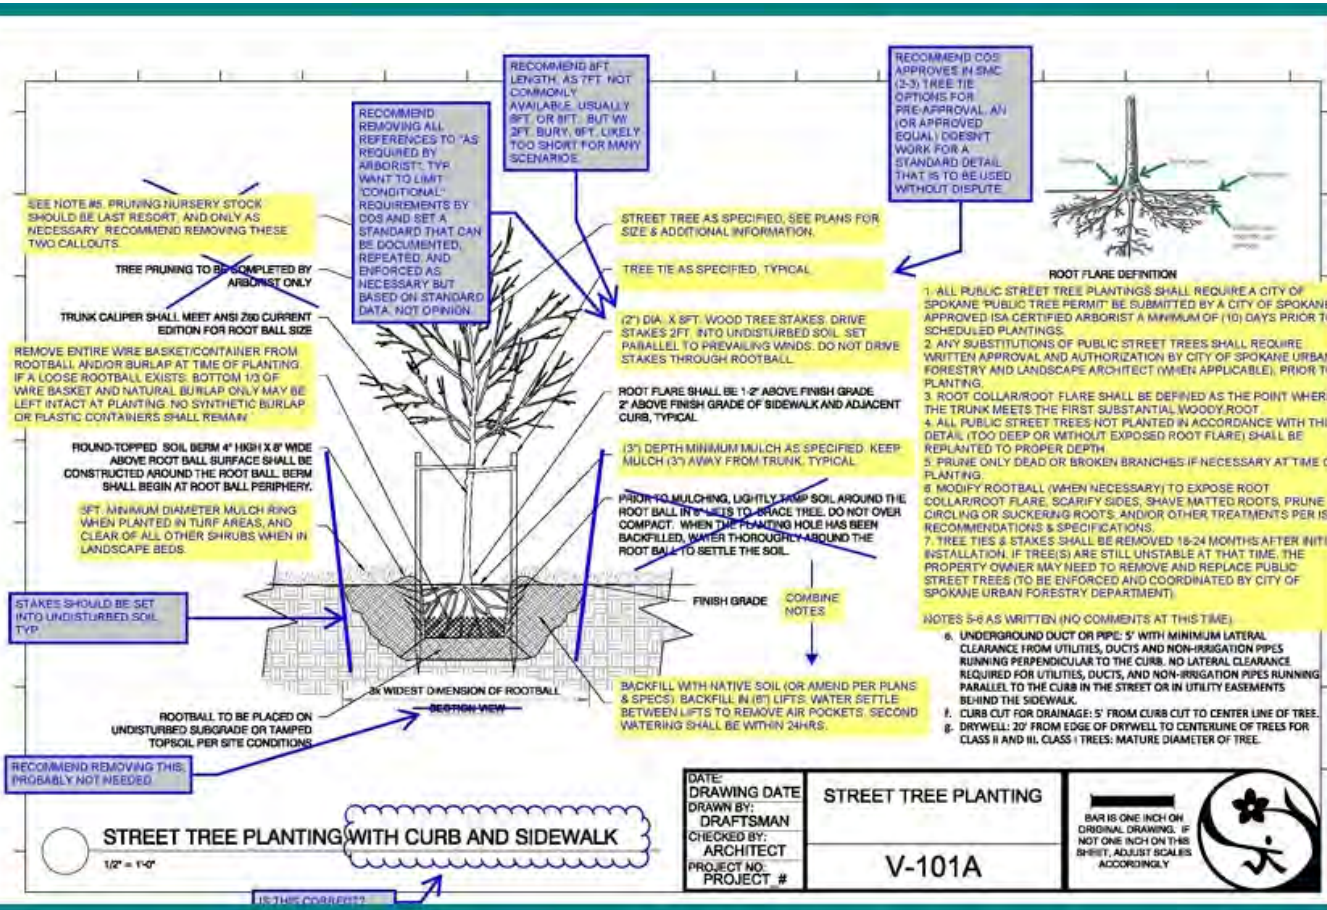 RECOMMEND 8FT
LENGTH, AS 7FT NOT
COMMONLY
AVAILABLE. USUALLY
6FT. OR 8FT. BUT W/
2FT. BURY, 6FT. LIKELY
TOO SHORT FOR MANY
SCENARIOS.
RECOMMEND COS
APPROVES IN SMC
(2-3) TREE TIE
OPTIONS FOR
PRE-APPROVAL. AN
(OR APPROVED
EQUAL) DOESN'T
WORK FOR A
STANDARD DETAIL
THAT IS TO BE USED
WITHOUT DISPUTE
RECOMMEND
REMOVING ALL
REFERENCES TO "AS
REQUIRED BY
ARBORIST", TYP.
WANT TO LIMIT
"CONDITIONAL"
REQUIREMENTS BY
COS AND SET A
STANDARD THAT CAN
BE DOCUMENTED,
REPEATED, AND
ENFORCED AS
NECESSARY BUT
BASED ON STANDARD
DATA, NOT OPINION.
SEE NOTE #5. PRUNING NURSERY STOCK
SHOULD BE LAST RESORT, AND ONLY AS
NECESSARY. RECOMMEND REMOVING THESE
TWO CALLOUTS.
TREE PRUNING TO BE COMPLETED BY
ARBORIST ONLY
TRUNK CALIPER SHALL MEET ANSI Z60 CURRENT
EDITION FOR ROOT BALL SIZE
REMOVE ENTIRE WIRE BASKET/CONTAINER FROM
ROOTBALL AND/OR BURLAP AT TIME OF PLANTING.
IF A LOOSE ROOTBALL EXISTS: BOTTOM 1/3 OF
WIRE BASKET AND NATURAL BURLAP ONLY MAY BE
LEFT INTACT AT PLANTING. NO SYNTHETIC BURLAP
OR PLASTIC CONTAINERS SHALL REMAIN.
ROUND-TOPPED SOIL BERM 4" HIGH X 8" WIDE
ABOVE ROOT BALL SURFACE SHALL BE
CONSTRUCTED AROUND THE ROOT BALL. BERM
SHALL BEGIN AT ROOT BALL PERIPHERY.
5FT. MINIMUM DIAMETER MULCH RING
WHEN PLANTED IN TURF AREAS, AND
CLEAR OF ALL OTHER SHRUBS WHEN IN
LANDSCAPE BEDS.
STAKES SHOULD BE SET
INTO UNDISTURBED SOIL
TYP
ROOTBALL TO BE PLACED ON
UNDISTURBED SUBGRADE OR TAMPED
TOPSOIL PER SITE CONDITIONS
RECOMMEND REMOVING THIS,
PROBABLY NOT NEEDED.
3x WIDEST DIMENSION OF ROOTBALL
SECTION VIEW
STREET TREE AS SPECIFIED, SEE PLANS FOR
SIZE & ADDITIONAL INFORMATION.
TREE TIE AS SPECIFIED, TYPICAL
(2") DIA. X 8FT. WOOD TREE STAKES. DRIVE
STAKES 2FT. INTO UNDISTURBED SOIL. SET
PARALLEL TO PREVAILING WINDS. DO NOT DRIVE
STAKES THROUGH ROOTBALL.
ROOT FLARE SHALL BE 1-2" ABOVE FINISH GRADE
2" ABOVE FINISH GRADE OF SIDEWALK AND ADJACENT
CURB, TYPICAL
(3") DEPTH MINIMUM MULCH AS SPECIFIED. KEEP
MULCH (3") AWAY FROM TRUNK, TYPICAL
PRIOR TO MULCHING, LIGHTLY TAMP SOIL AROUND THE
ROOT BALL IN 6" LIFTS TO BRACE TREE. DO NOT OVER
COMPACT. WHEN THE PLANTING HOLE HAS BEEN
BACKFILLED, WATER THOROUGHLY AROUND THE
ROOT BALL TO SETTLE THE SOIL.
FINISH GRADE
COMBINE
NOTES
BACKFILL WITH NATIVE SOIL (OR AMEND PER PLANS
& SPECS). BACKFILL IN (6") LIFTS. WATER SETTLE
BETWEEN LIFTS TO REMOVE AIR POCKETS. SECOND
WATERING SHALL BE WITHIN 24HRS.
ROOT FLARE DEFINITION
1. ALL PUBLIC STREET TREE PLANTINGS SHALL REQUIRE A CITY OF
SPOKANE 'PUBLIC TREE PERMIT' BE SUBMITTED BY A CITY OF SPOKANE
APPROVED ISA CERTIFIED ARBORIST A MINIMUM OF (10) DAYS PRIOR TO
SCHEDULED PLANTINGS.
2. ANY SUBSTITUTIONS OF PUBLIC STREET TREES SHALL REQUIRE
WRITTEN APPROVAL AND AUTHORIZATION BY CITY OF SPOKANE URBAN
FORESTRY AND LANDSCAPE ARCHITECT (WHEN APPLICABLE), PRIOR TO
PLANTING.
3. ROOT COLLAR/ROOT FLARE SHALL BE DEFINED AS THE POINT WHER
THE TRUNK MEETS THE FIRST SUBSTANTIAL WOODY ROOT.
4. ALL PUBLIC STREET TREES NOT PLANTED IN ACCORDANCE WITH THI
DETAIL (TOO DEEP OR WITHOUT EXPOSED ROOT FLARE) SHALL BE
REPLANTED TO PROPER DEPTH.
5. PRUNE ONLY DEAD OR BROKEN BRANCHES IF NECESSARY AT TIME O
PLANTING.
6. MODIFY ROOTBALL (WHEN NECESSARY) TO EXPOSE ROOT
COLLAR/ROOT FLARE, SCARIFY SIDES, SHAVE MATTED ROOTS, PRUNE
CIRCLING OR SUCKERING ROOTS, AND/OR OTHER TREATMENTS PER IS
RECOMMENDATIONS & SPECIFICATIONS.
7. TREE TIES & STAKES SHALL BE REMOVED 18-24 MONTHS AFTER INITI
INSTALLATION. IF TREE(S) ARE STILL UNSTABLE AT THAT TIME, THE
PROPERTY OWNER MAY NEED TO REMOVE AND REPLACE PUBLIC
STREET TREES (TO BE ENFORCED AND COORDINATED BY CITY OF
SPOKANE URBAN FORESTRY DEPARTMENT).
NOTES 5-6 AS WRITTEN (NO COMMENTS AT THIS TIME)
6. UNDERGROUND DUCT OR PIPE: 5' WITH MINIMUM LATERAL
CLEARANCE FROM UTILITIES, DUCTS AND NON-IRRIGATION PIPES
RUNNING PERPENDICULAR TO THE CURB. NO LATERAL CLEARANCE
REQUIRED FOR UTILITIES, DUCTS, AND NON-IRRIGATION PIPES RUNNING
PARALLEL TO THE CURB IN THE STREET OR IN UTILITY EASEMENTS
BEHIND THE SIDEWALK.
f. CURB CUT FOR DRAINAGE: 5' FROM CURB CUT TO CENTER LINE OF TREE.
g. DRYWELL: 20' FROM EDGE OF DRYWELL TO CENTERLINE OF TREES FOR
CLASS II AND III. CLASS I TREES: MATURE DIAMETER OF TREE.
STREET TREE PLANTING WITH CURB AND SIDEWALK
1/2" = 1'-0"
IS THIS CORRECT?
DATE:
DRAWING DATE
DRAWN BY:
DRAFTSMAN
CHECKED BY:
ARCHITECT
PROJECT NO:
PROJECT_#
STREET TREE PLANTING
V-101A
BAR IS ONE INCH ON
ORIGINAL DRAWING. IF
NOT ONE INCH ON THIS
SHEET, ADJUST SCALES
ACCORDINGLY